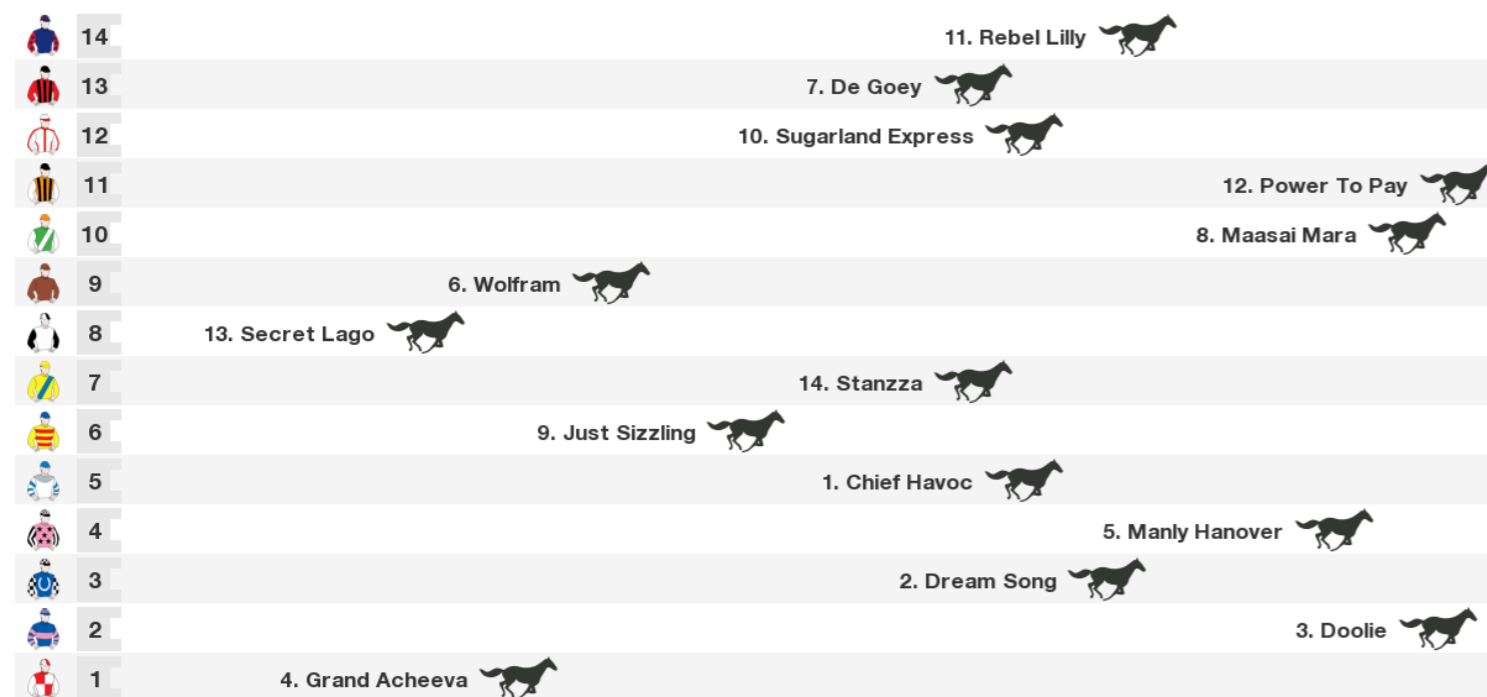 14 11. Rebel Lilly
13 7. De Goey
12 10. Sugarland Express
11 12. Power To Pay
10 8. Maasai Mara
9 6. Wolfram
8 13. Secret Lago
7 14. Stanzza
6 9. Just Sizzling
5 1. Chief Havoc
4 5. Manly Hanover
3 2. Dream Song
2 3. Doolie
1 4. Grand Acheeva